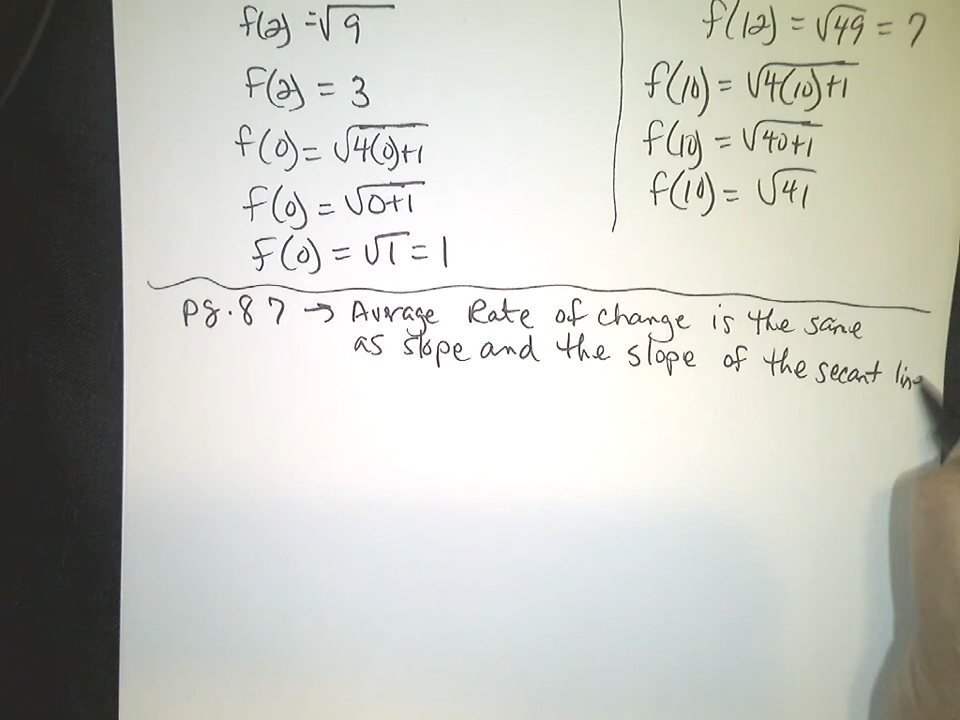 f(2) = √9
f(2) = 3
f(0) = √4(0)+1
f(0) = √0+1
f(0) = √1 = 1
f(12) = √49 = 7
f(10) = √4(10)+1
f(10) = √40+1
f(10) = √41
pg. 87 → Average Rate of change is the same
as slope and the slope of the secant line